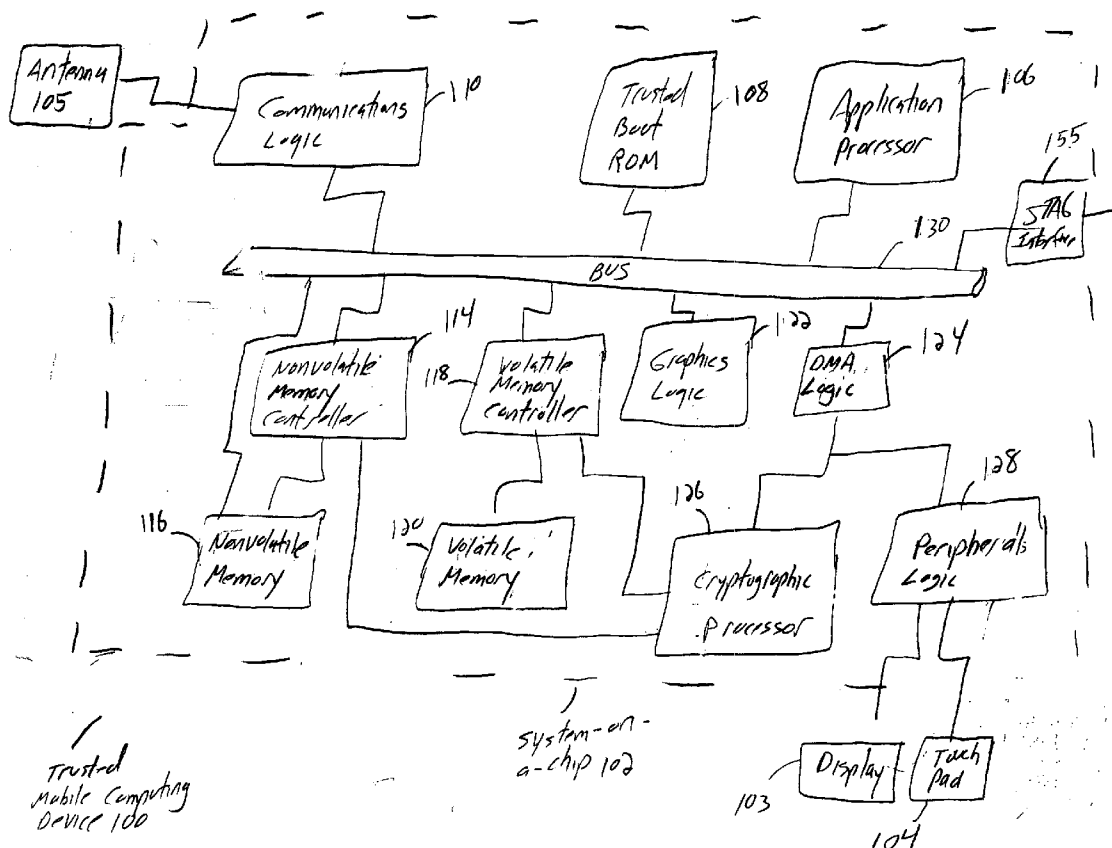 Antenna
105
Communications
Logic
110
Trusted
Boot
ROM
108
Application
Processor
106
155
JTAG
Interface
130
BUS
Nonvolatile
Memory
Controller
114
118
Volatile
Memory
Controller
Graphics
Logic
122
DMA
Logic
124
116
Nonvolatile
Memory
120
Volatile
Memory
126
Cryptographic
Processor
128
Peripherals
Logic
Trusted
Mobile Computing
Device 100
System-on-
a-chip 102
103
Display
Touch
Pad
104